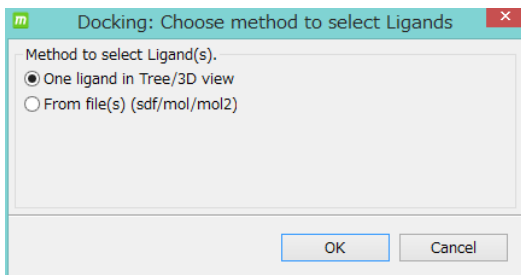 m Docking: Choose method to select Ligands
Method to select Ligand(s).
One ligand in Tree/3D view
From file(s) (sdf/mol/mol2)
OK Cancel